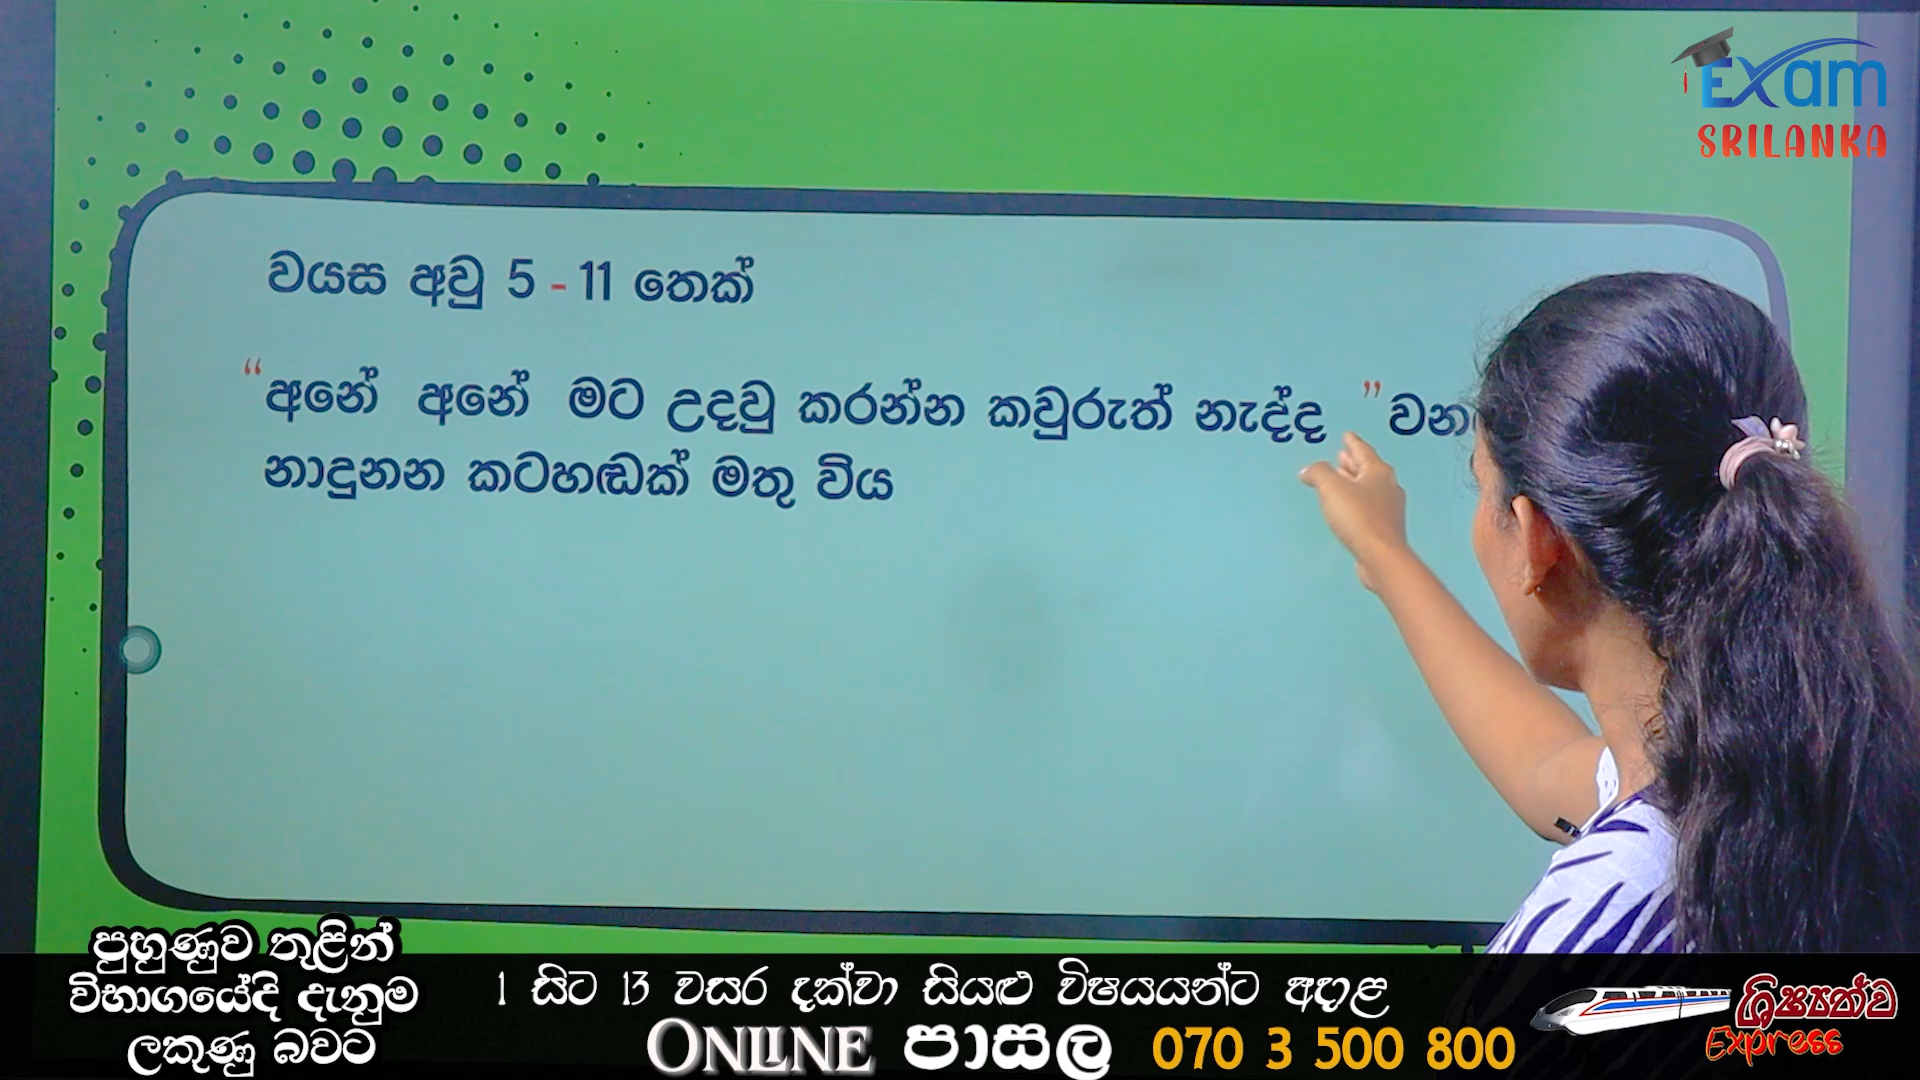 Exam
SRILANKA
වයස අවු 5 - 11 තෙක්
“අනේ අනේ මට උදවු කරන්න කවුරුත් නැද්ද ”
නාදුනන කටහඬක් මතු විය
පුහුණුව තුළින්
විභාගයේදි දැනුම
ලකුණු බවට
1 සිට 13 වසර දක්වා සියළු විෂයයන්ට අදාළ
ONLINE පාසල 070 3 500 800
ශිෂ්‍යත්ව
Express